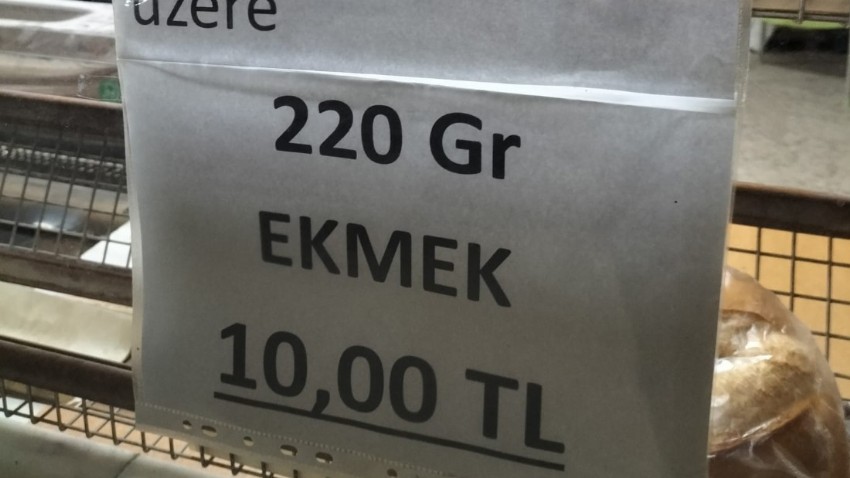 üzere
220 Gr
EKMEK
10,00 TL